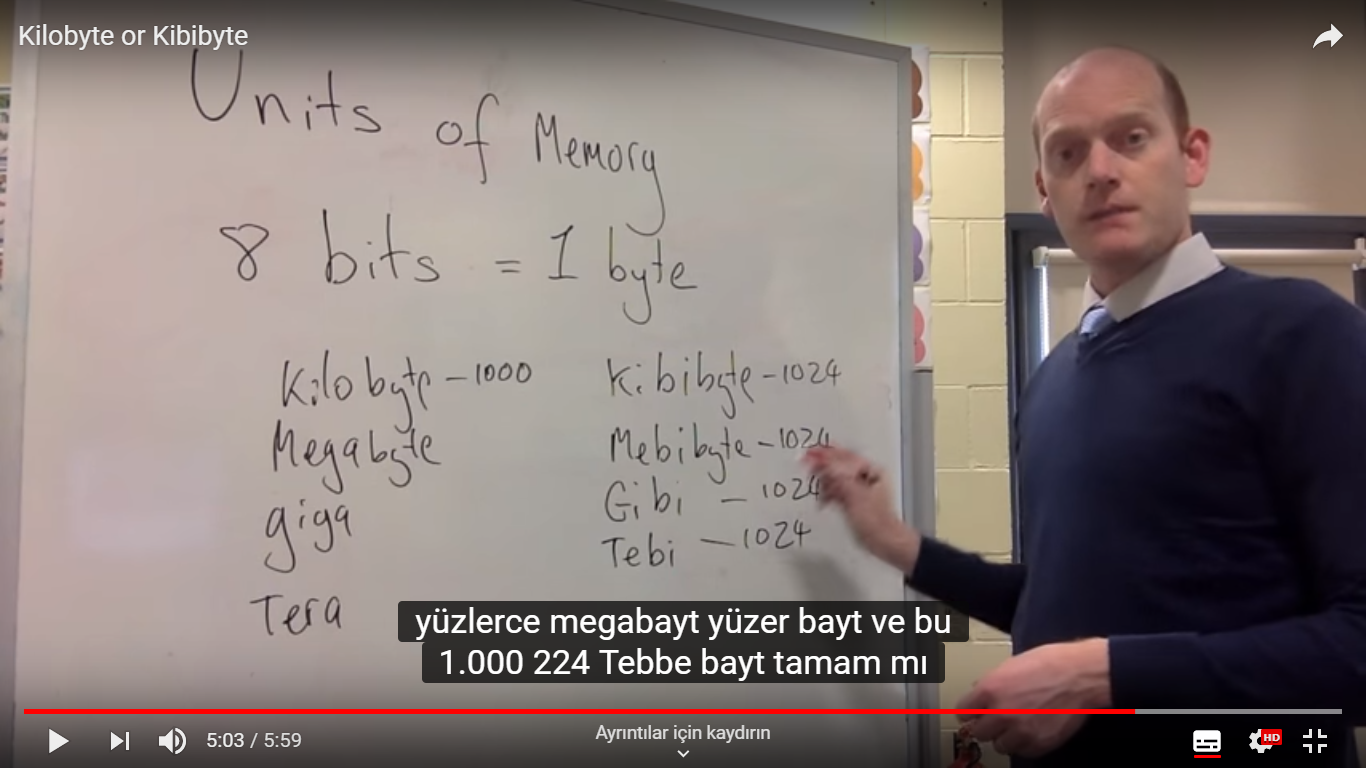 Kilobyte or Kibibyte
Units of Memory
8 bits = 1 byte
Kilobyte – 1000
Megabyte
giga
Tera
Kibibyte – 1024
Mebibyte – 1024
Gibi – 1024
Tebi – 1024
yüzlerce megabayt yüzer bayt ve bu
1.000 224 Tebbe bayt tamam mı
5:03 / 5:59
Ayrıntılar için kaydırın
HD